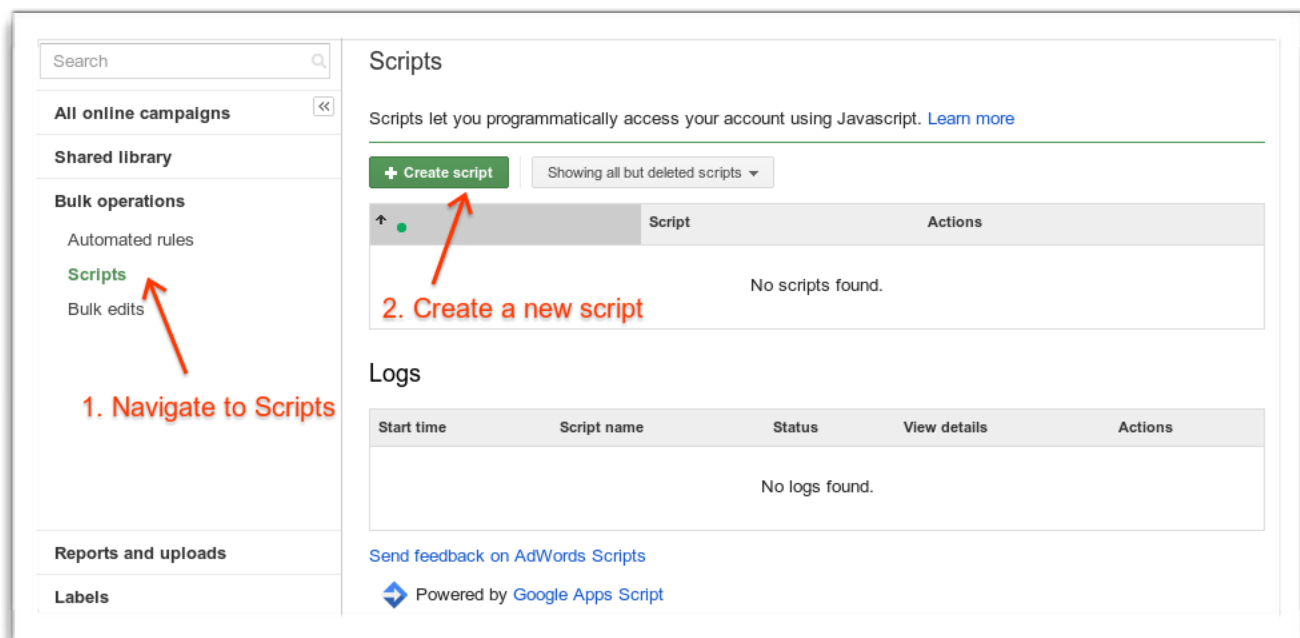 Search
All online campaigns
Shared library
Bulk operations
Automated rules
Scripts
Bulk edits
1. Navigate to Scripts
Reports and uploads
Labels
Scripts
Scripts let you programmatically access your account using Javascript. Learn more
+ Create script Showing all but deleted scripts
Script Actions
No scripts found.
2. Create a new script
Logs
Start time Script name Status View details Actions
No logs found.
Send feedback on AdWords Scripts
Powered by Google Apps Script